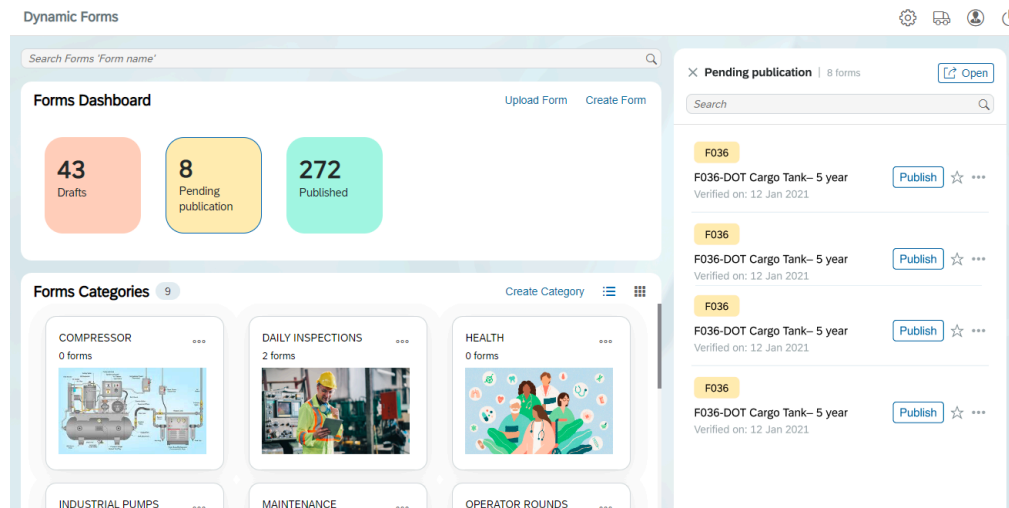 Dynamic Forms
Search Forms 'Form name'
Forms Dashboard
Upload Form
Create Form
43
Drafts
8
Pending
publication
272
Published
Forms Categories 9
Create Category
COMPRESSOR
0 forms
DAILY INSPECTIONS
2 forms
HEALTH
0 forms
INDUSTRIAL PUMPS
MAINTENANCE
OPERATOR ROUNDS
Pending publication | 8 forms
Open
Search
F036
F036-DOT Cargo Tank– 5 year
Publish
Verified on: 12 Jan 2021
F036
F036-DOT Cargo Tank– 5 year
Publish
Verified on: 12 Jan 2021
F036
F036-DOT Cargo Tank– 5 year
Publish
Verified on: 12 Jan 2021
F036
F036-DOT Cargo Tank– 5 year
Publish
Verified on: 12 Jan 2021